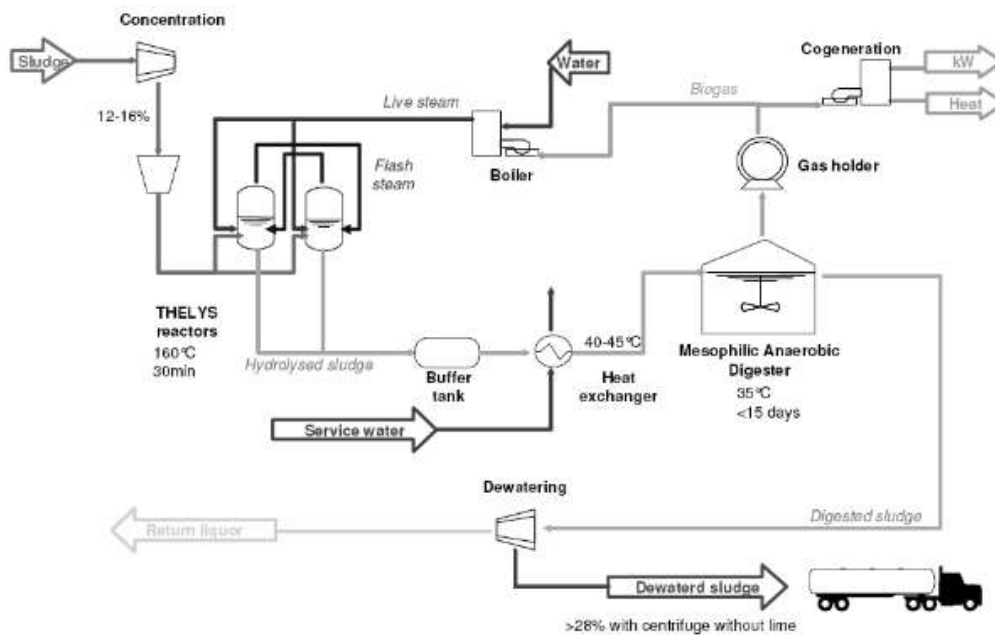 Concentration
Sludge
12-16%
Live steam
Water
Flash
steam
Boiler
Biogas
Cogeneration
kW
Heat
Gas holder
THELYS
reactors
160°C
30min
Hydrolysed sludge
Buffer
tank
Heat
exchanger
40-45°C
Mesophilic Anaerobic
Digester
35°C
<15 days
Service water
Dewatering
Return liquor
Digested sludge
Dewaterd sludge
>28% with centrifuge without lime